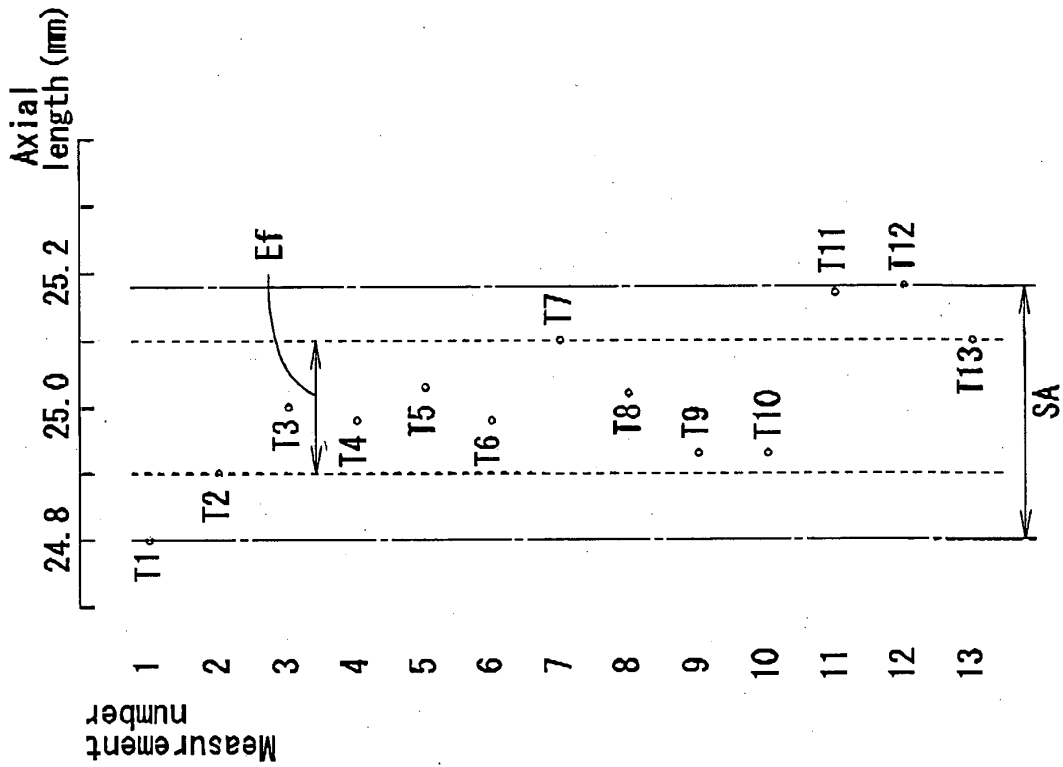 Axial
length (mm)
24.8
25.0
25.2
Measurement
number
1
2
3
4
5
6
7
8
9
10
11
12
13
T1
T2
T3
Ef
T4
T5
T6
T7
T8
T9
T10
T11
T12
T13
SA